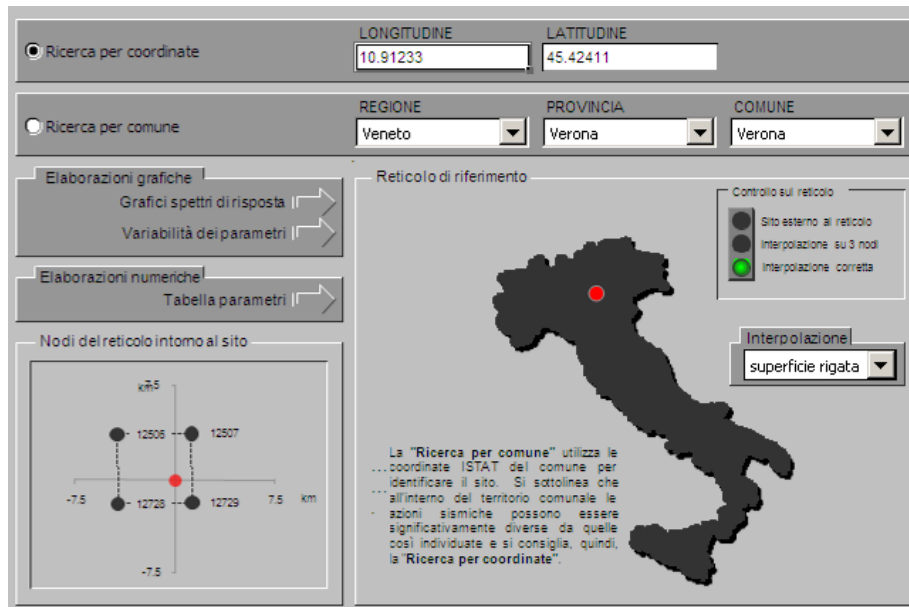 LONGITUDINE LATITUDINE
Ricerca per coordinate
10.91233 45.42411
REGIONE PROVINCIA COMUNE
Ricerca per comune
Veneto Verona Verona
Elaborazioni grafiche
Grafici spettri di risposta
Variabilità dei parametri
Elaborazioni numeriche
Tabella parametri
Nodi del reticolo intorno al sito
km 7.5
12506 12507
-7.5 7.5 km
12728 12729
-7.5
Reticolo di riferimento
Controllo sul reticolo
Sito esterno al reticolo
Interpolazione su 3 nodi
Interpolazione corretta
Interpolazione
superficie rigata
La "Ricerca per comune" utilizza le
coordinate ISTAT del comune per
identificare il sito. Si sottolinea che
all'interno del territorio comunale le
azioni sismiche possono essere
significativamente diverse da quelle
così individuate e si consiglia, quindi,
la "Ricerca per coordinate".